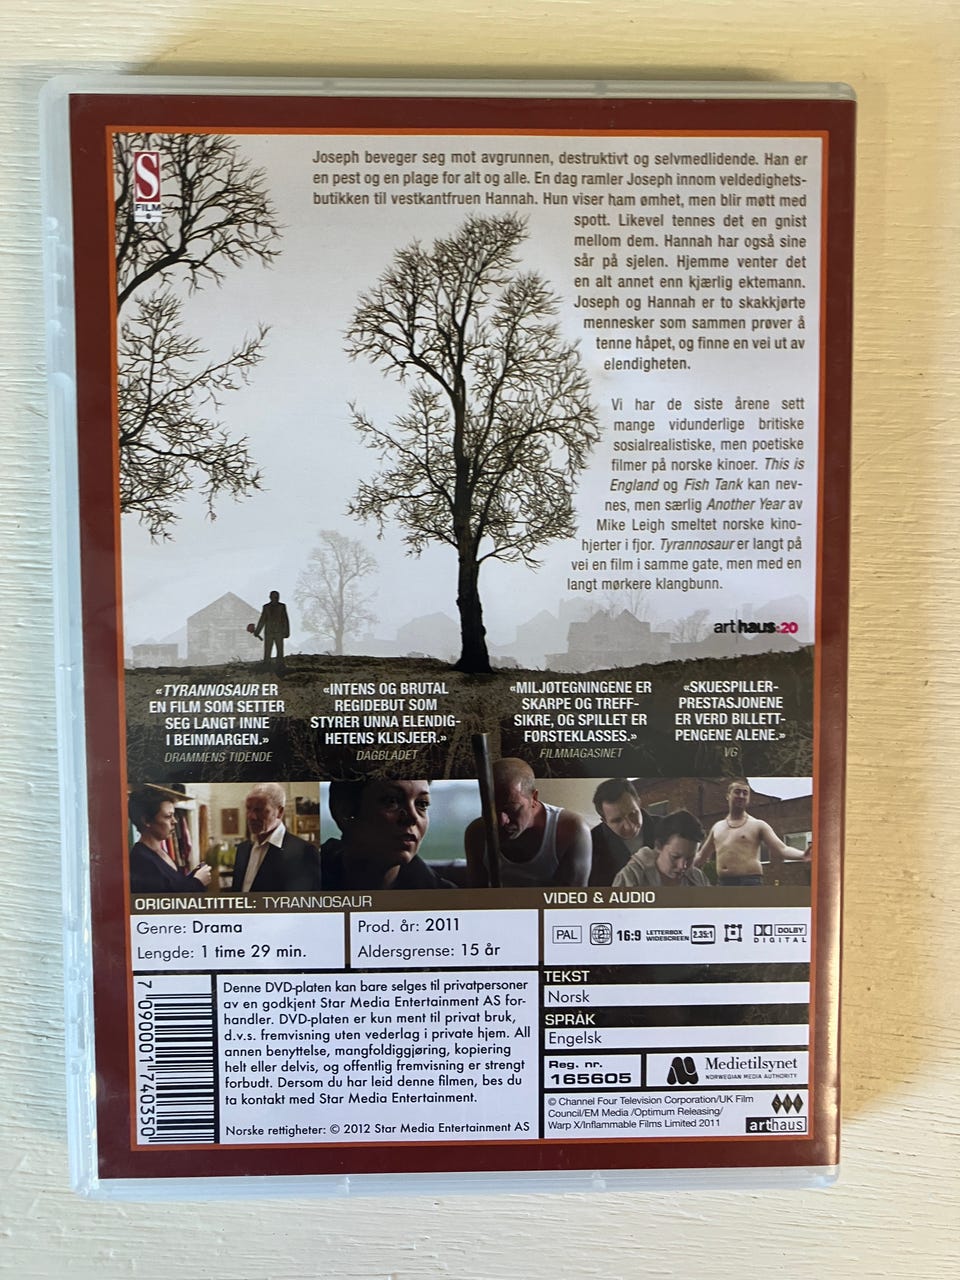 S
FILM
Joseph beveger seg mot avgrunnen, destruktivt og selvmedlidende. Han er
en pest og en plage for alt og alle. En dag ramler Joseph innom veldedighets-
butikken til vestkantfruen Hannah. Hun viser ham ømhet, men blir møtt med
spott. Likevel tennes det en gnist
mellom dem. Hannah har også sine
sår på sjelen. Hjemme venter det
en alt annet enn kjærlig ektemann.
Joseph og Hannah er to skakkjørte
mennesker som sammen prøver å
tenne håpet, og finne en vei ut av
elendigheten.
Vi har de siste årene sett
mange vidunderlige britiske
sosialrealistiske, men poetiske
filmer på norske kinoer. This is
England og Fish Tank kan nev-
nes, men særlig Another Year av
Mike Leigh smeltet norske kino-
hjerter i fjor. Tyrannosaur er langt på
vei en film i samme gate, men med en
langt mørkere klangbunn.
arthaus:20
«TYRANNOSAUR ER
EN FILM SOM SETTER
SEG LANGT INNE
I BEINMARGEN.»
DRAMMENS TIDENDE
«INTENS OG BRUTAL
REGIDEBUT SOM
STYRER UNNA ELENDIG-
HETENS KLISJEER.»
DAGBLADET
«MILJØTEGNINGENE ER
SKARPE OG TREFF-
SIKRE, OG SPILLET ER
FØRSTEKLASSES.»
FILMMAGASINET
«SKUESPILLER-
PRESTASJONENE
ER VERD BILLETT-
PENGENE ALENE.»
VG
ORIGINALTITTEL: TYRANNOSAUR
Genre: Drama
Lengde: 1 time 29 min.
Prod. år: 2011
Aldersgrense: 15 år
VIDEO & AUDIO
PAL
16:9 LETTERBOX WIDESCREEN 2.35:1
DOLBY DIGITAL
TEKST
Norsk
SPRÅK
Engelsk
Reg. nr.
165605
Medietilsynet
NORWEGIAN MEDIA AUTHORITY
7 090001 740350
Denne DVD-platen kan bare selges til privatpersoner
av en godkjent Star Media Entertainment AS for-
handler. DVD-platen er kun ment til privat bruk,
d.v.s. fremvisning uten vederlag i private hjem. All
annen benyttelse, mangfoldiggjøring, kopiering
helt eller delvis, og offentlig fremvisning er strengt
forbudt. Dersom du har leid denne filmen, bes du
ta kontakt med Star Media Entertainment.
Norske rettigheter: © 2012 Star Media Entertainment AS
© Channel Four Television Corporation/UK Film
Council/EM Media /Optimum Releasing/
Warp X/Inflammable Films Limited 2011
arthaus